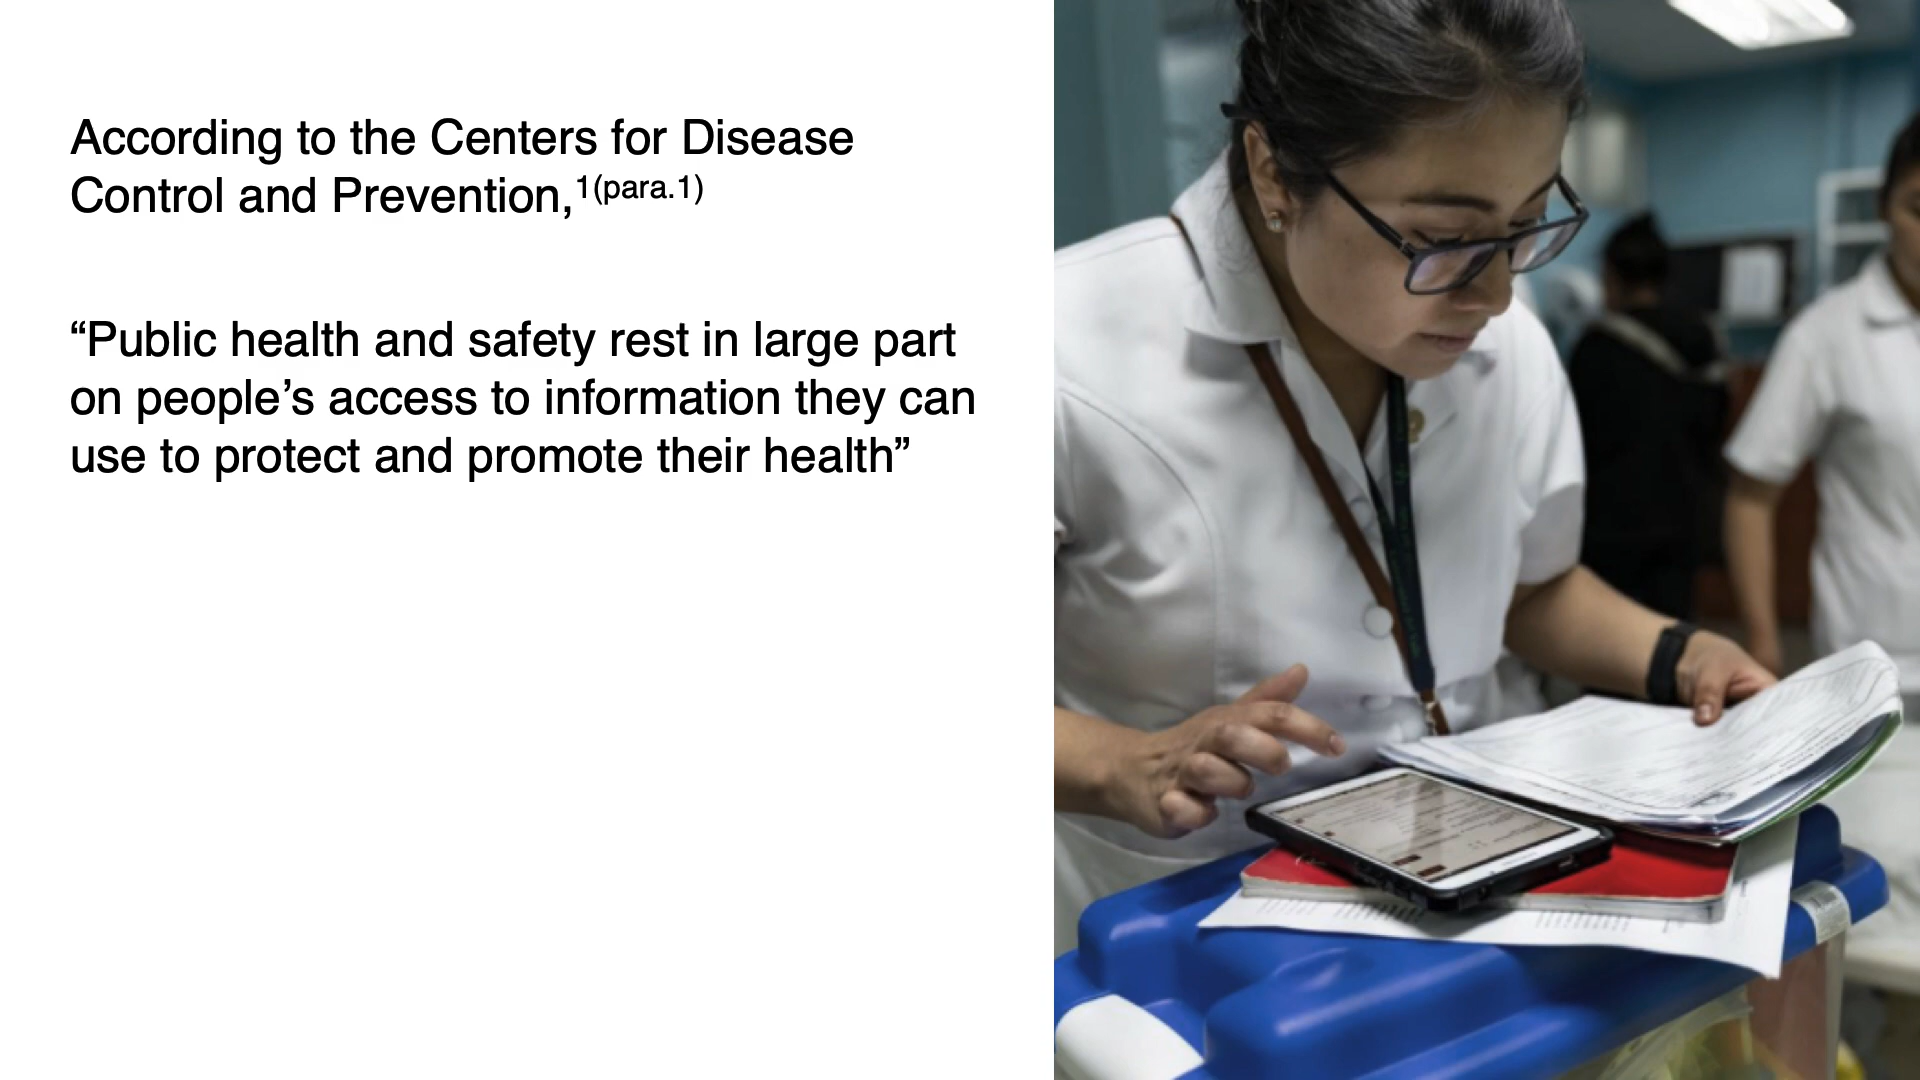 According to the Centers for Disease
Control and Prevention,1(para.1)
“Public health and safety rest in large part
on people’s access to information they can
use to protect and promote their health”